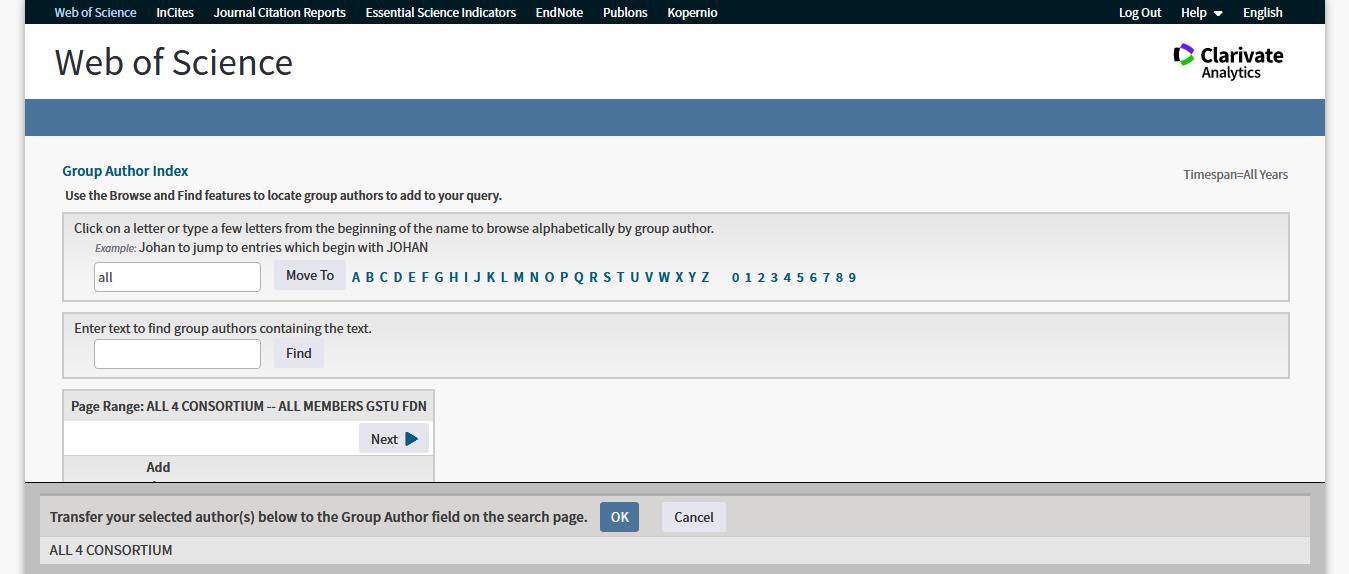 Web of Science InCites Journal Citation Reports Essential Science Indicators EndNote Publons Kopernio Log Out Help English
Web of Science
Clarivate
Analytics
Group Author Index
Timespan=All Years
Use the Browse and Find features to locate group authors to add to your query.
Click on a letter or type a few letters from the beginning of the name to browse alphabetically by group author.
Example: Johan to jump to entries which begin with JOHAN
all Move To A B C D E F G H I J K L M N O P Q R S T U V W X Y Z 0 1 2 3 4 5 6 7 8 9
Enter text to find group authors containing the text.
Find
Page Range: ALL 4 CONSORTIUM -- ALL MEMBERS GSTU FDN
Next
Add
Transfer your selected author(s) below to the Group Author field on the search page. OK Cancel
ALL 4 CONSORTIUM